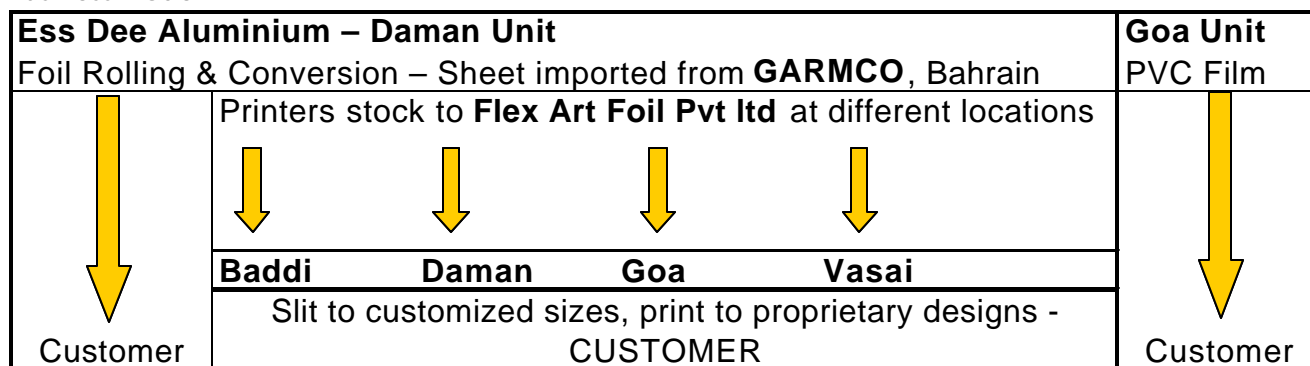 Ess Dee Aluminium – Daman Unit
Goa Unit
Foil Rolling & Conversion – Sheet imported from GARMCO, Bahrain
PVC Film
Printers stock to Flex Art Foil Pvt ltd at different locations
Baddi Daman Goa Vasai
Slit to customized sizes, print to proprietary designs -
CUSTOMER
Customer
Customer